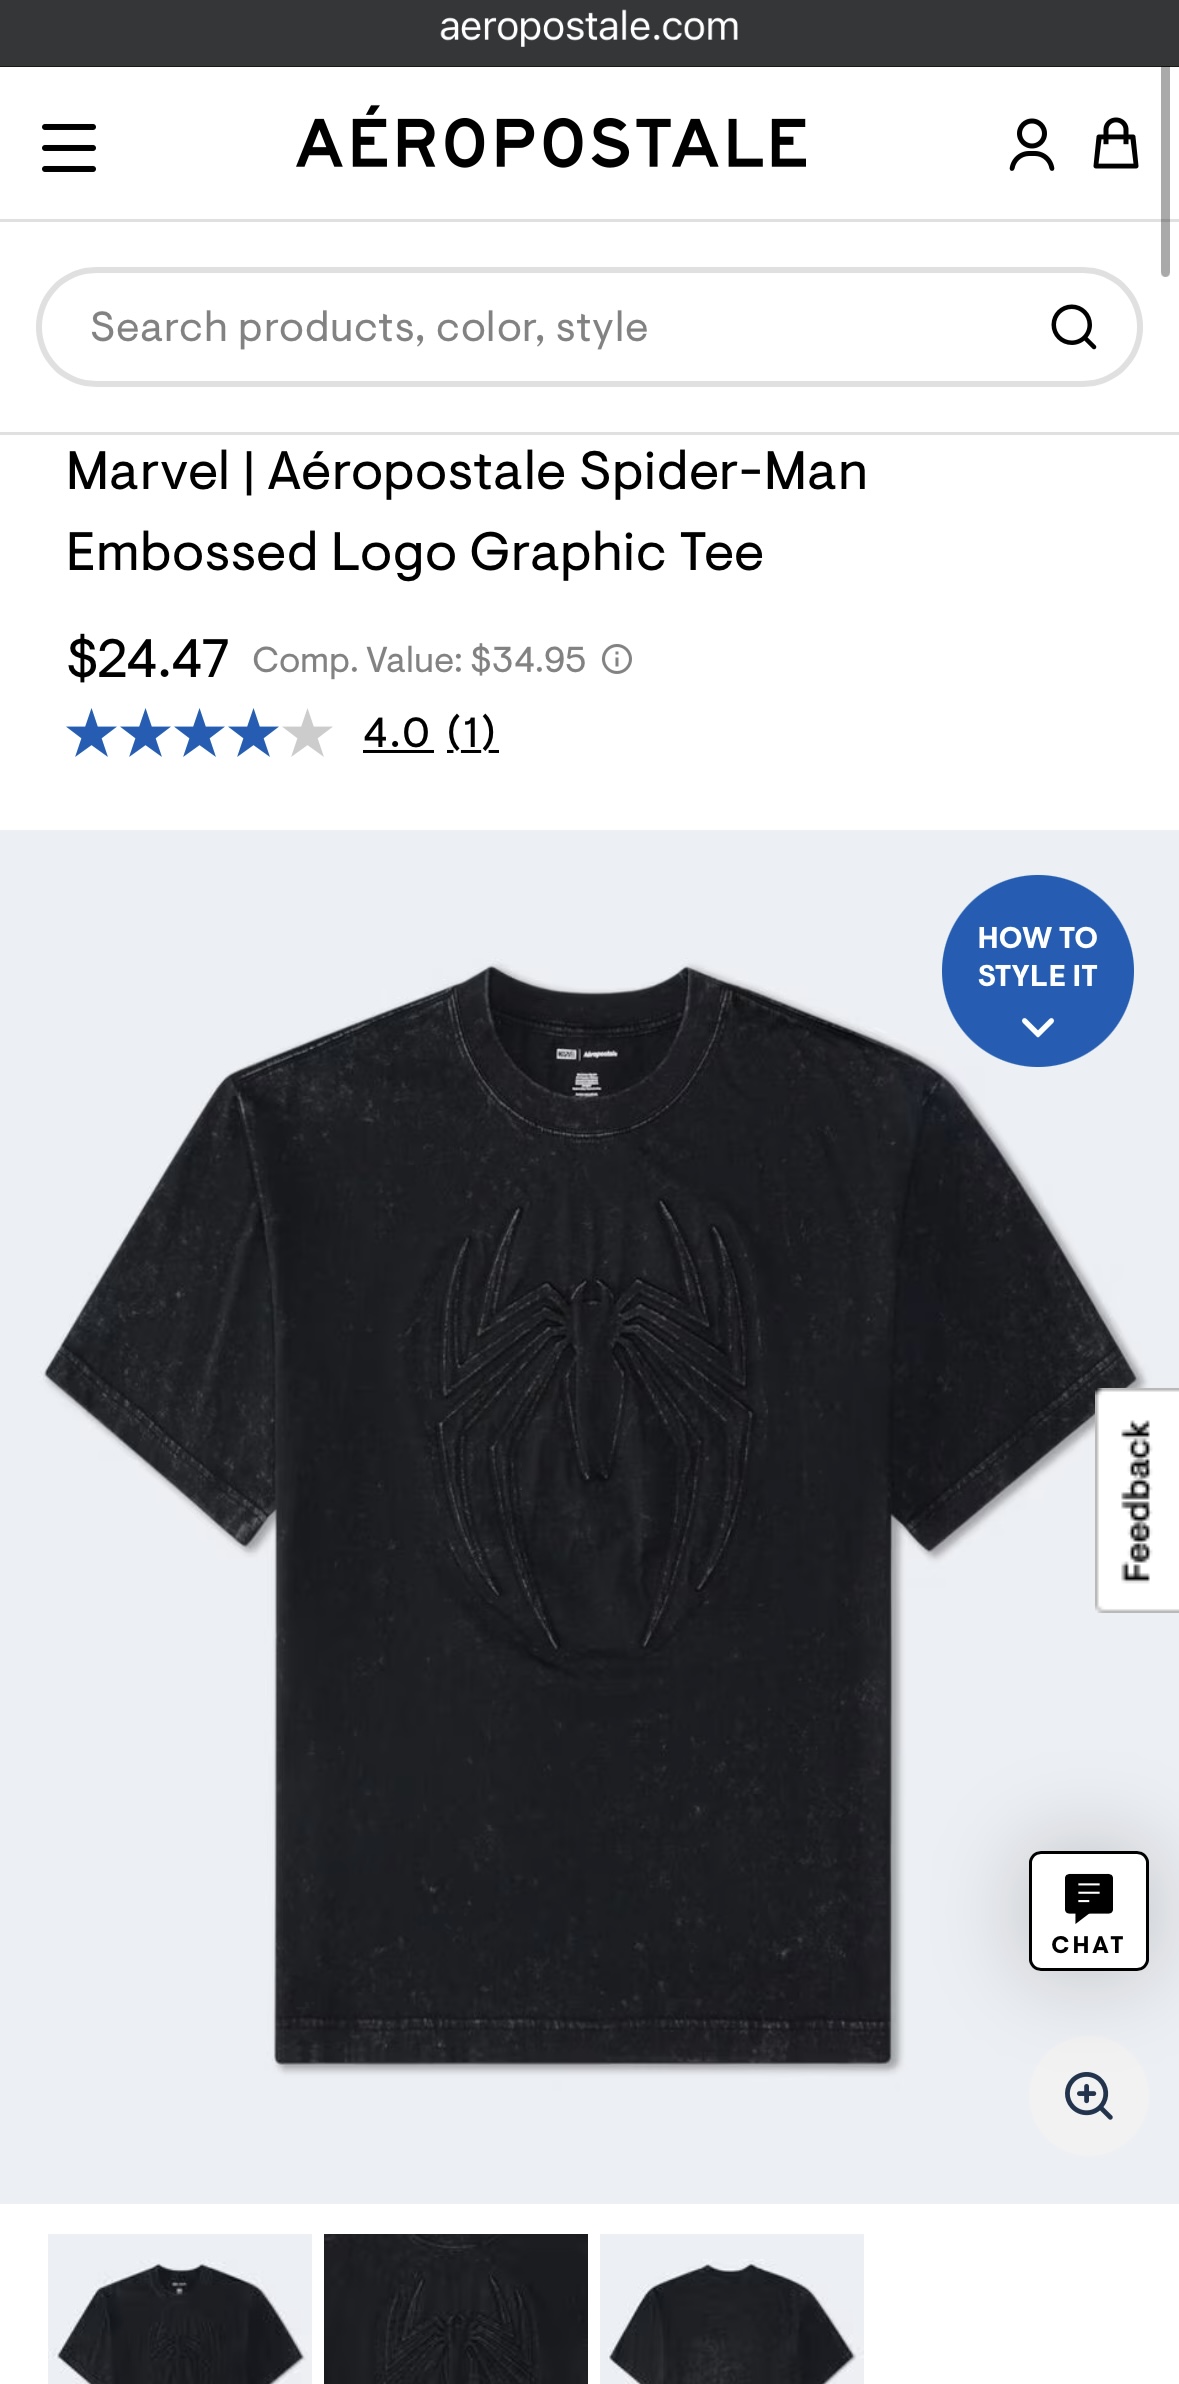 aeropostale.com
AÉROPOSTALE
Search products, color, style
Marvel | Aéropostale Spider-Man
Embossed Logo Graphic Tee
$24.47 Comp. Value: $34.95
4.0 (1)
HOW TO
STYLE IT
Aéropostale
Feedback
CHAT